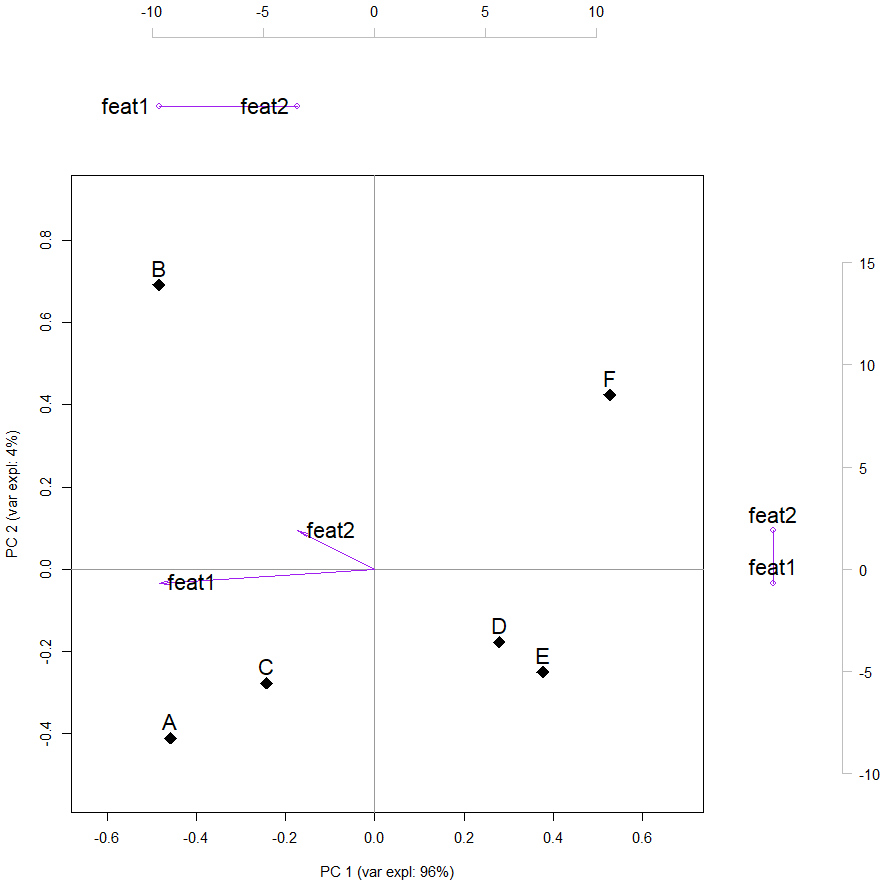 -10 -5 0 5 10
feat1 feat2
B
F
feat2
feat1
D
E
C
A
PC 2 (var expl: 4%)
0.8
0.6
0.4
0.2
0.0
-0.2
-0.4
-0.6 -0.4 -0.2 0.0 0.2 0.4 0.6
PC 1 (var expl: 96%)
feat2
feat1
15
10
5
0
-5
-10